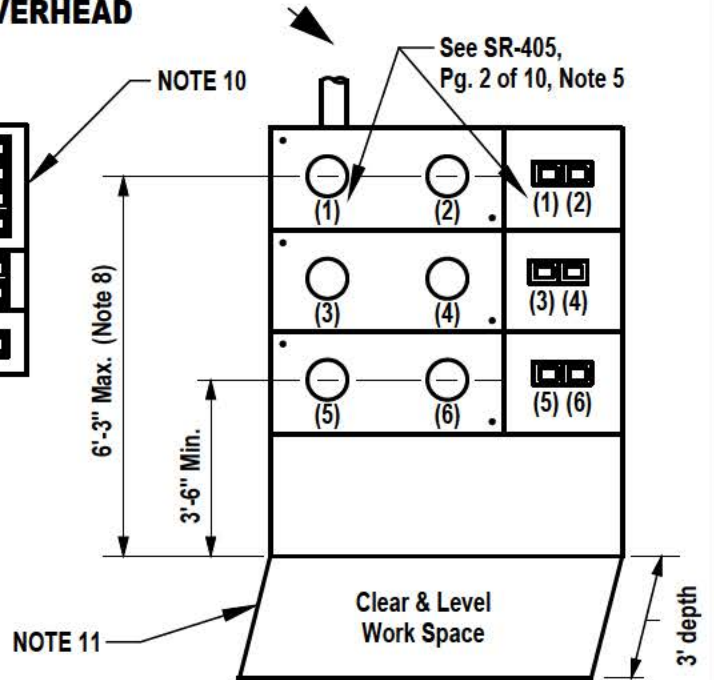 VERHEAD
See SR-405,
Pg. 2 of 10, Note 5
NOTE 10
(1)
(2)
(1) (2)
(3)
(4)
(3) (4)
(5)
(6)
(5) (6)
6'-3" Max. (Note 8)
3'-6" Min.
Clear & Level
Work Space
NOTE 11
3' depth